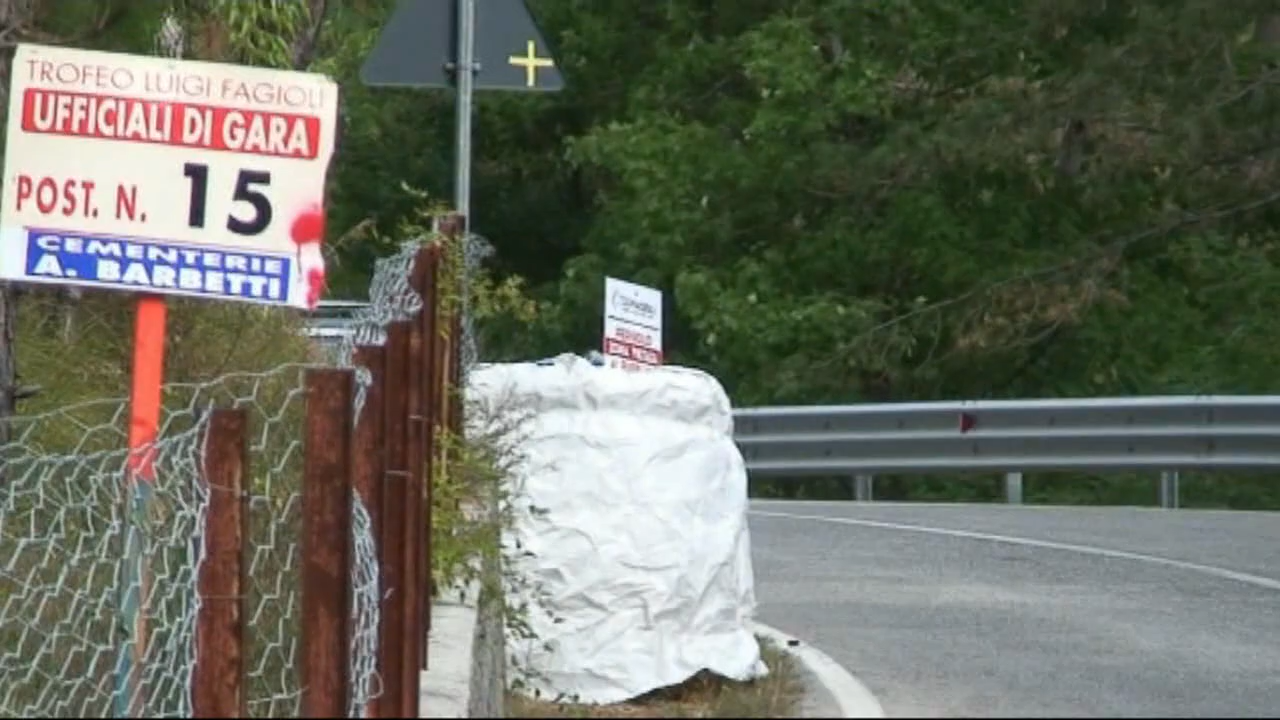 TROFEO LUIGI FAGIOLI
UFFICIALI DI GARA
POST. N. 15
CEMENTERIE
A. BARBETTI